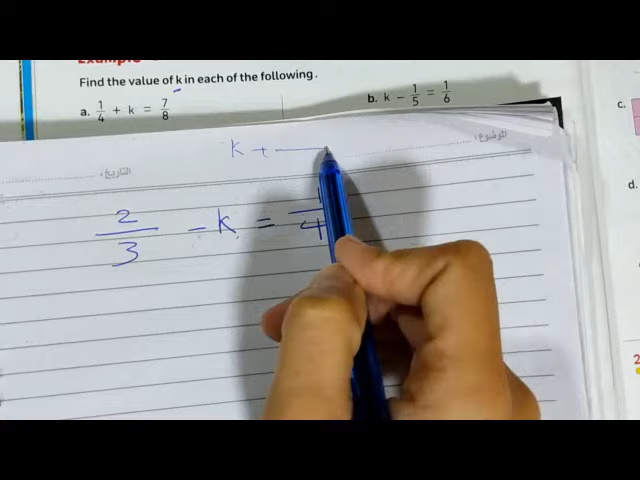 Find the value of k in each of the following.
a. 1/4 + k = 7/8
b. k - 1/5 = 1/6
c.
الموضوع:
التاريخ:
k +
d.
2/3 - k = /4
2